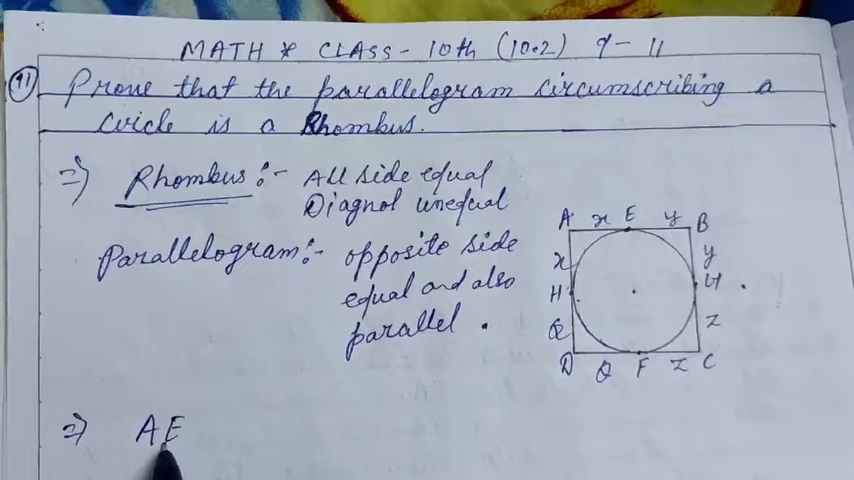 MATH * CLASS - 10th (10.2) 9-11
11 Prove that the parallelogram circumscribing a
circle is a Rhombus.
=> Rhombus :- All side equal
Diagnol unequal
Parallelogram :- opposite side
equal and also
parallel .
A x E y B
x y
H G
Q z
D Q F z C
=> AE